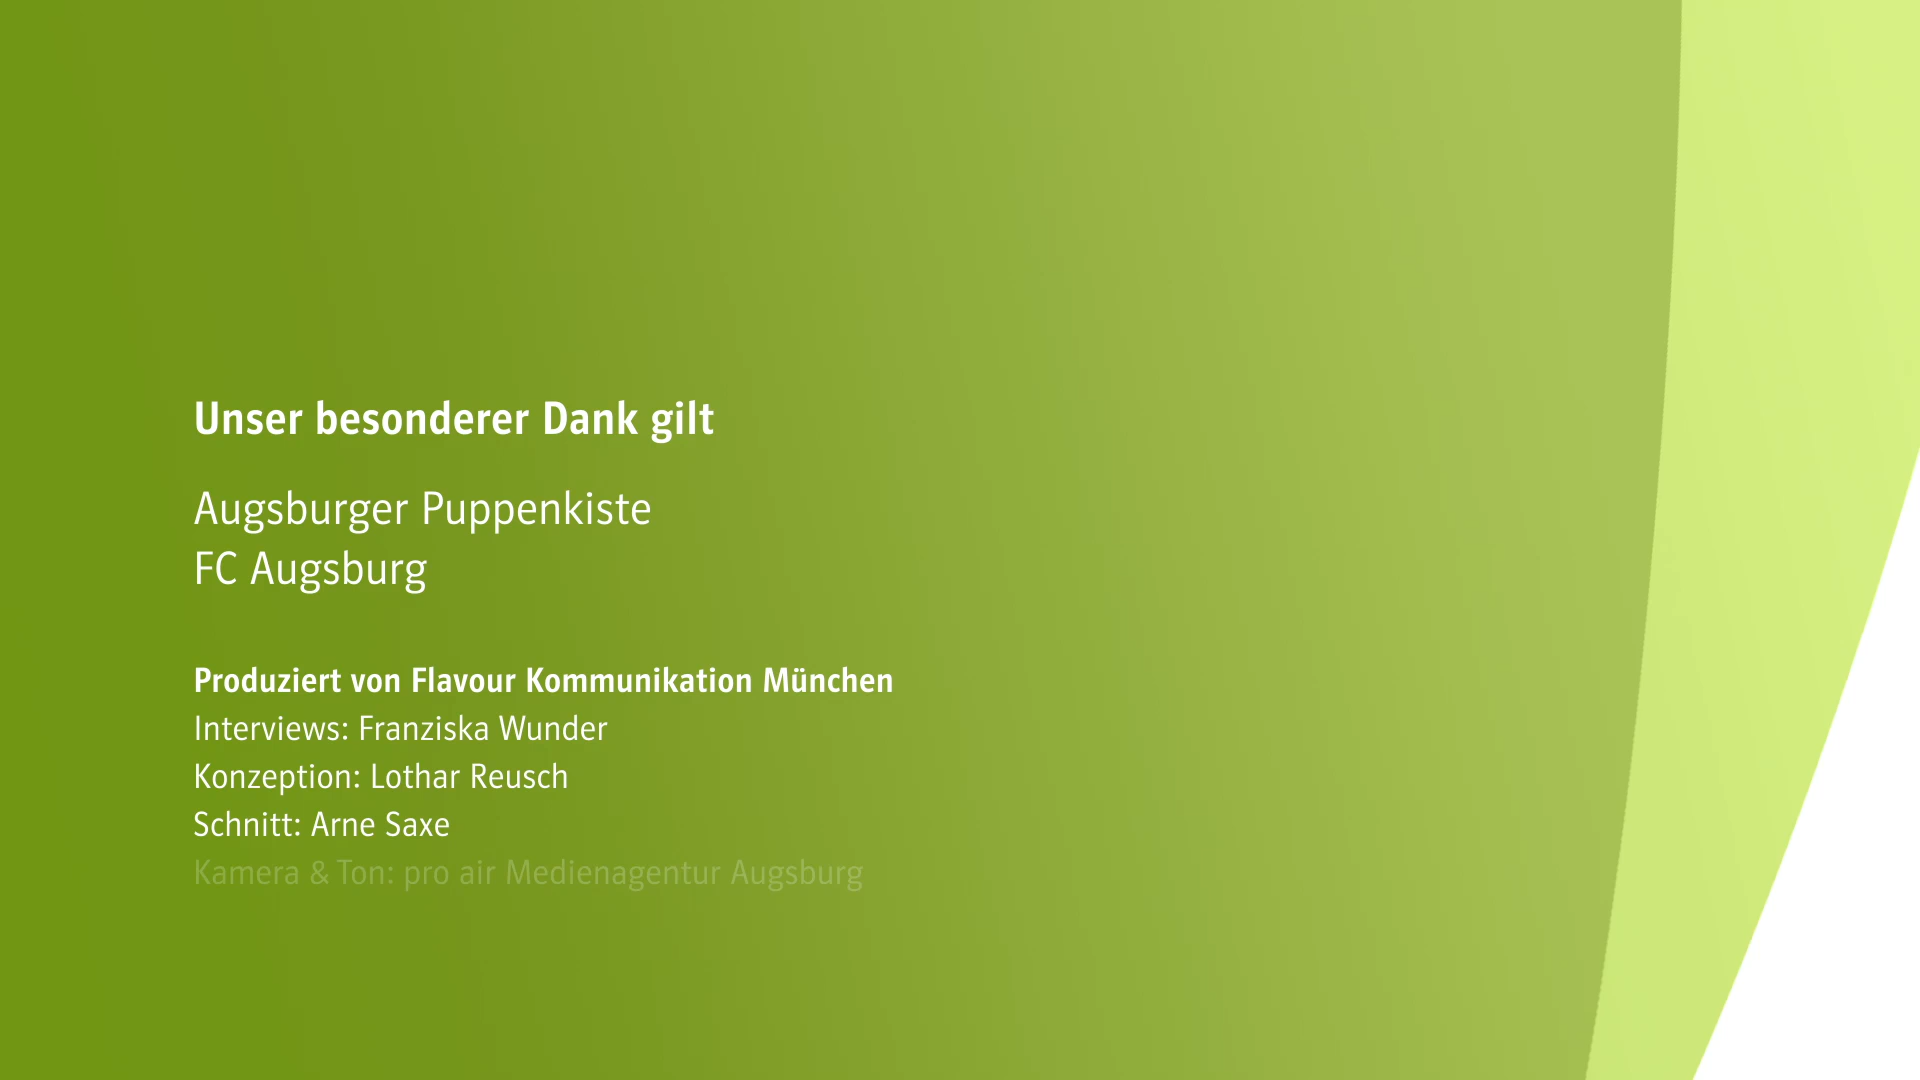 Unser besonderer Dank gilt
Augsburger Puppenkiste
FC Augsburg
Produziert von Flavour Kommunikation München
Interviews: Franziska Wunder
Konzeption: Lothar Reusch
Schnitt: Arne Saxe
Kamera & Ton: pro air Medienagentur Augsburg